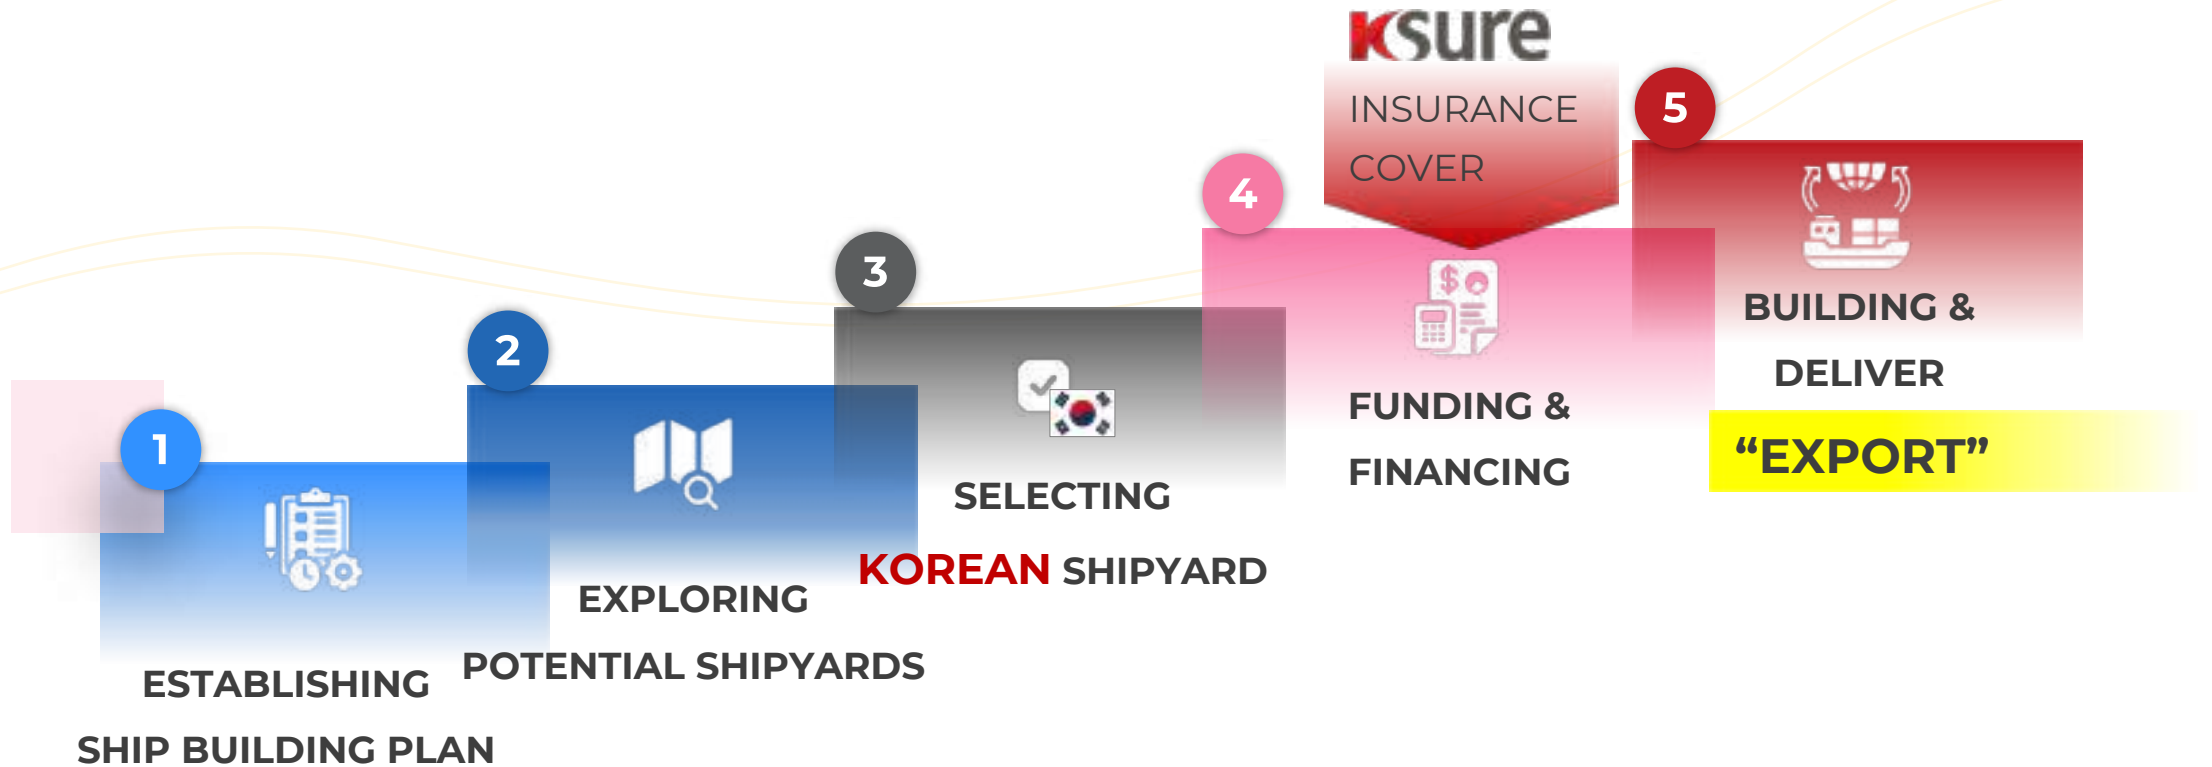 1
ESTABLISHING
SHIP BUILDING PLAN
2
EXPLORING
POTENTIAL SHIPYARDS
3
SELECTING
KOREAN SHIPYARD
4
ksure
INSURANCE
COVER
$
FUNDING &
FINANCING
5
BUILDING &
DELIVER
“EXPORT”